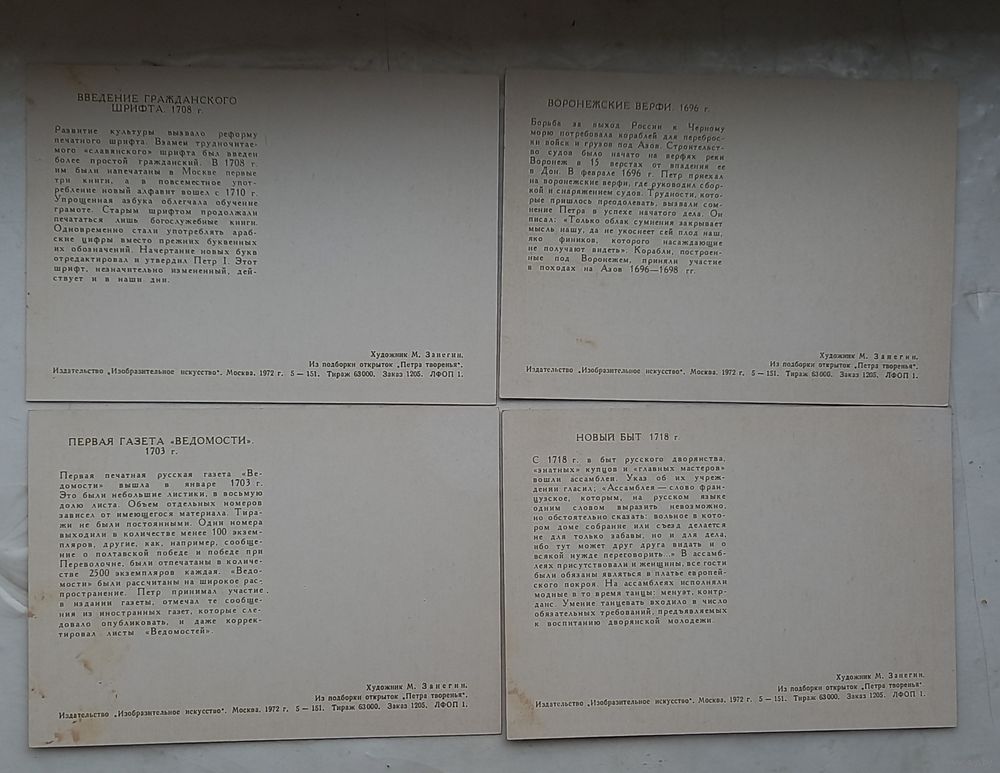 ВВЕДЕНИЕ ГРАЖДАНСКОГО
ШРИФТА. 1708 г.
Развитие культуры вызвало реформу
печатного шрифта. Взамен трудночитае-
мого «славянского» шрифта был введен
более простой гражданский. В 1708 г.
им были напечатаны в Москве первые
три книги, а в повсеместное упот-
ребление новый алфавит вошел с 1710 г.
Упрощенная азбука облегчала обучение
грамоте. Старым шрифтом продолжали
печататься лишь богослужебные книги.
Одновременно стали употреблять араб-
ские цифры вместо прежних буквенных
их обозначений. Начертание новых букв
отредактировал и утвердил Петр I. Этот
шрифт, незначительно измененный, дей-
ствует и в наши дни.
Художник М. Занегин.
Из подборки открыток „Петра творенья".
Издательство „Изобразительное искусство". Москва. 1972 г. 5—151. Тираж 63000. Заказ 1205. ЛФОП 1.
ВОРОНЕЖСКИЕ ВЕРФИ. 1696 г.
Борьба за выход России к Черному
морю потребовала кораблей для переброс-
ки войск и грузов под Азов. Строительст-
во судов было начато на верфях реки
Воронеж в 15 верстах от впадения ее
в Дон. В феврале 1696 г. Петр приехал
на воронежские верфи, где руководил сбор-
кой и снаряжением судов. Трудности, кото-
рые пришлось преодолевать, вызвали сом-
нение Петра в успехе начатого дела. Он
писал: «Только облак сумнения закрывает
мысль нашу, да не укоснеет сей плод наш,
яко фиников, которого насаждающие
не получают видеть». Корабли, построен-
ные под Воронежем, приняли участие
в походах на Азов 1696—1698 гг.
Художник М. Занегин.
Из подборки открыток „Петра творенья".
Издательство „Изобразительное искусство". Москва. 1972 г. 5—151. Тираж 63000. Заказ 1205. ЛФОП 1.
ПЕРВАЯ ГАЗЕТА «ВЕДОМОСТИ».
1703 г.
Первая печатная русская газета «Ве-
домости» вышла в январе 1703 г.
Это были небольшие листики, в восьмую
долю листа. Объем отдельных номеров
зависел от имеющегося материала. Тира-
жи не были постоянными. Одни номера
выходили в количестве менее 100 экзем-
пляров, другие, как, например, сообще-
ние о полтавской победе и победе при
Переволочне, были отпечатаны в количе-
стве 2500 экземпляров каждая. «Ведо-
мости» были рассчитаны на широкое рас-
пространение. Петр принимал участие
в издании газеты, отмечал те сообще-
ния из иностранных газет, которые сле-
довало опубликовать, и даже коррек-
тировал листы «Ведомостей».
Художник М. Занегин.
Из подборки открыток „Петра творенья".
Издательство „Изобразительное искусство". Москва. 1972 г. 5—151. Тираж 63000. Заказ 1205. ЛФОП 1.
НОВЫЙ БЫТ. 1718 г.
С 1718 г. в быт русского дворянства,
«знатных» купцов и «главных мастеров»
вошли ассамблеи. Указ об их учреж-
дении гласил: «Ассамблея — слово фран-
цузское, которым, на русском языке
одним словом выразить невозможно,
но обстоятельно сказать: вольное в кото-
ром доме собрание или съезд делается
не для только забавы, но и для дела,
ибо тут может друг друга видать и о
всякой нужде переговорить...» В ассамб-
леях присутствовали и женщины, все гости
были обязаны являться в платье европей-
ского покроя. На ассамблеях исполняли
модные в то время танцы: менуэт, контр-
данс. Умение танцевать входило в число
обязательных требований, предъявляемых
к воспитанию дворянской молодежи.
Художник М. Занегин.
Из подборки открыток „Петра творенья".
Издательство „Изобразительное искусство". Москва. 1972 г. 5—151. Тираж 63000. Заказ 1205. ЛФОП 1.